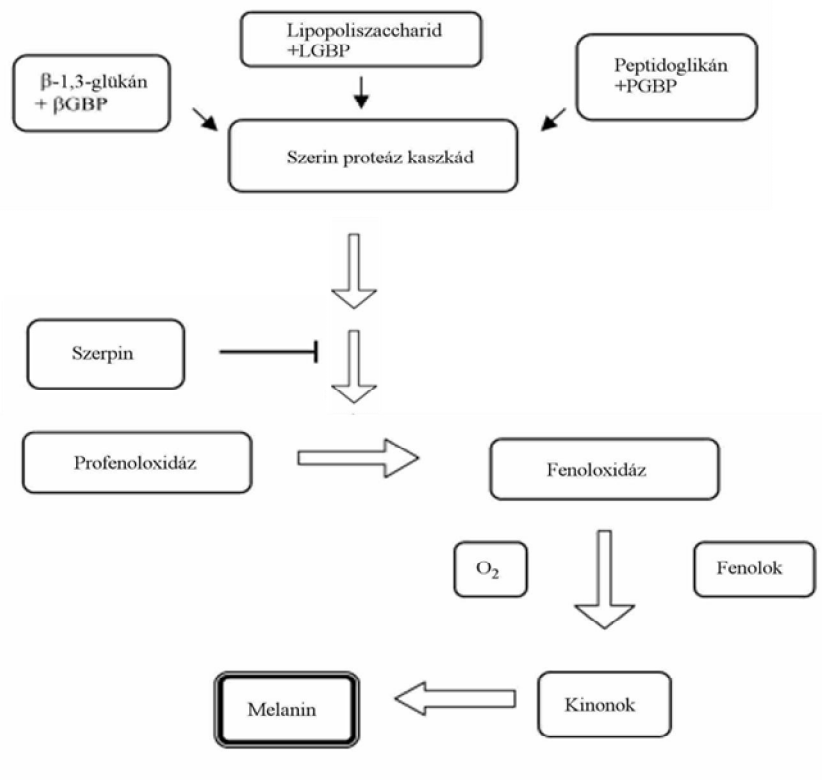 Lipopoliszaccharid
+LGBP
β-1,3-glükán
+ βGBP
Peptidoglikán
+PGBP
Szerin proteáz kaszkád
Szerpin
Profenoloxidáz
Fenoloxidáz
O₂
Fenolok
Melanin
Kinonok